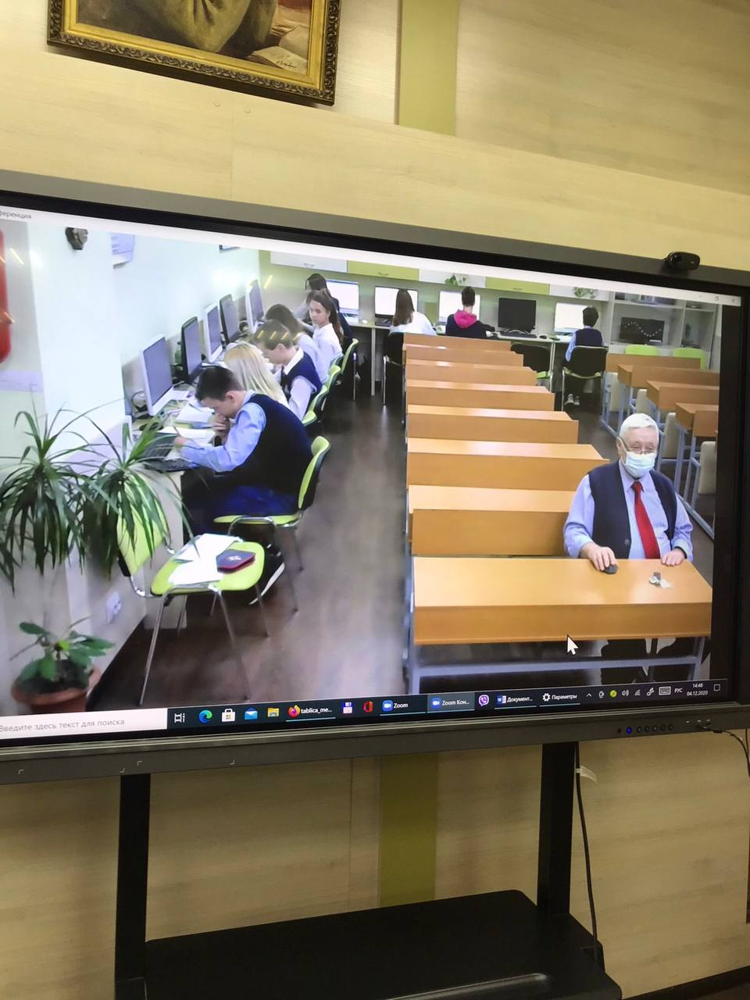 ференция
Введите здесь текст для поиска
tablica_me...
Zoom
Zoom Кон...
Документ...
Параметры
РУС
14:48
04.12.2020